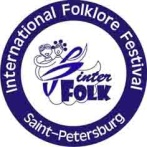 International Folklore Festival
inter
FOLK
Saint-Petersburg